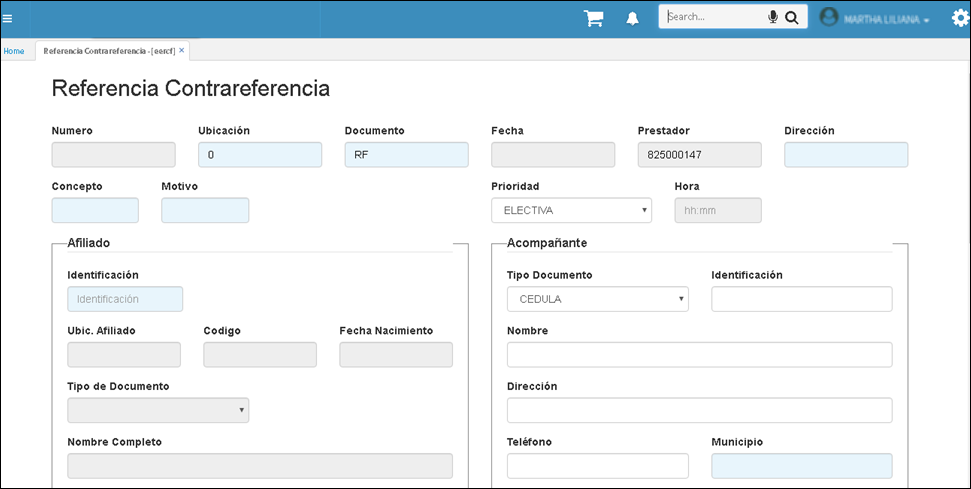 Search...
MARTHA LILIANA
Home
Referencia Contrareferencia - [eercf] ×
Referencia Contrareferencia
Numero Ubicación Documento Fecha Prestador Dirección
0 RF 825000147
Concepto Motivo Prioridad Hora
ELECTIVA hh:mm
Afiliado Acompañante
Identificación Tipo Documento Identificación
Identificación CEDULA
Ubic. Afiliado Codigo Fecha Nacimiento Nombre
Tipo de Documento Dirección
Nombre Completo Teléfono Municipio